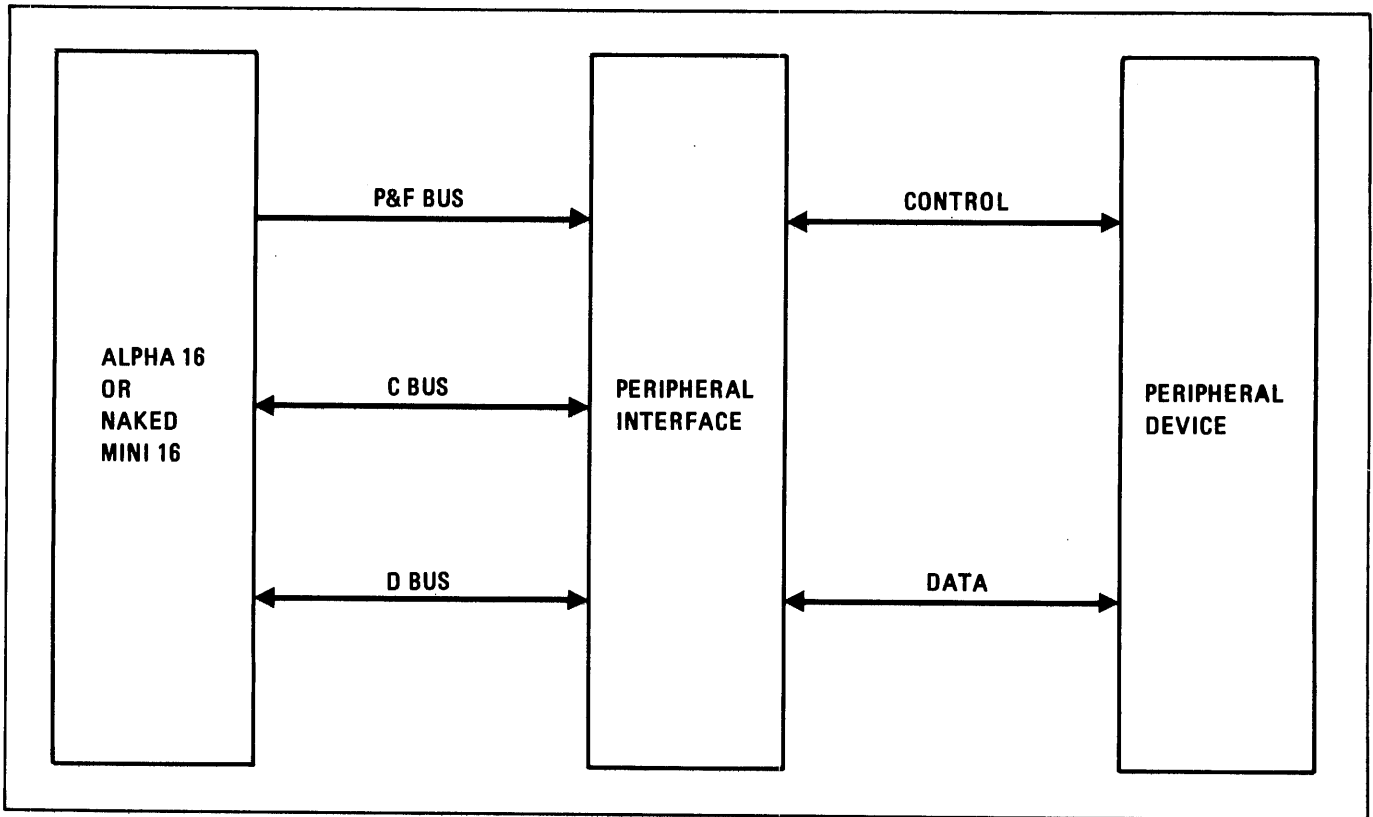 P&F BUS
CONTROL
ALPHA 16
OR
NAKED
MINI 16
C BUS
PERIPHERAL
INTERFACE
PERIPHERAL
DEVICE
D BUS
DATA